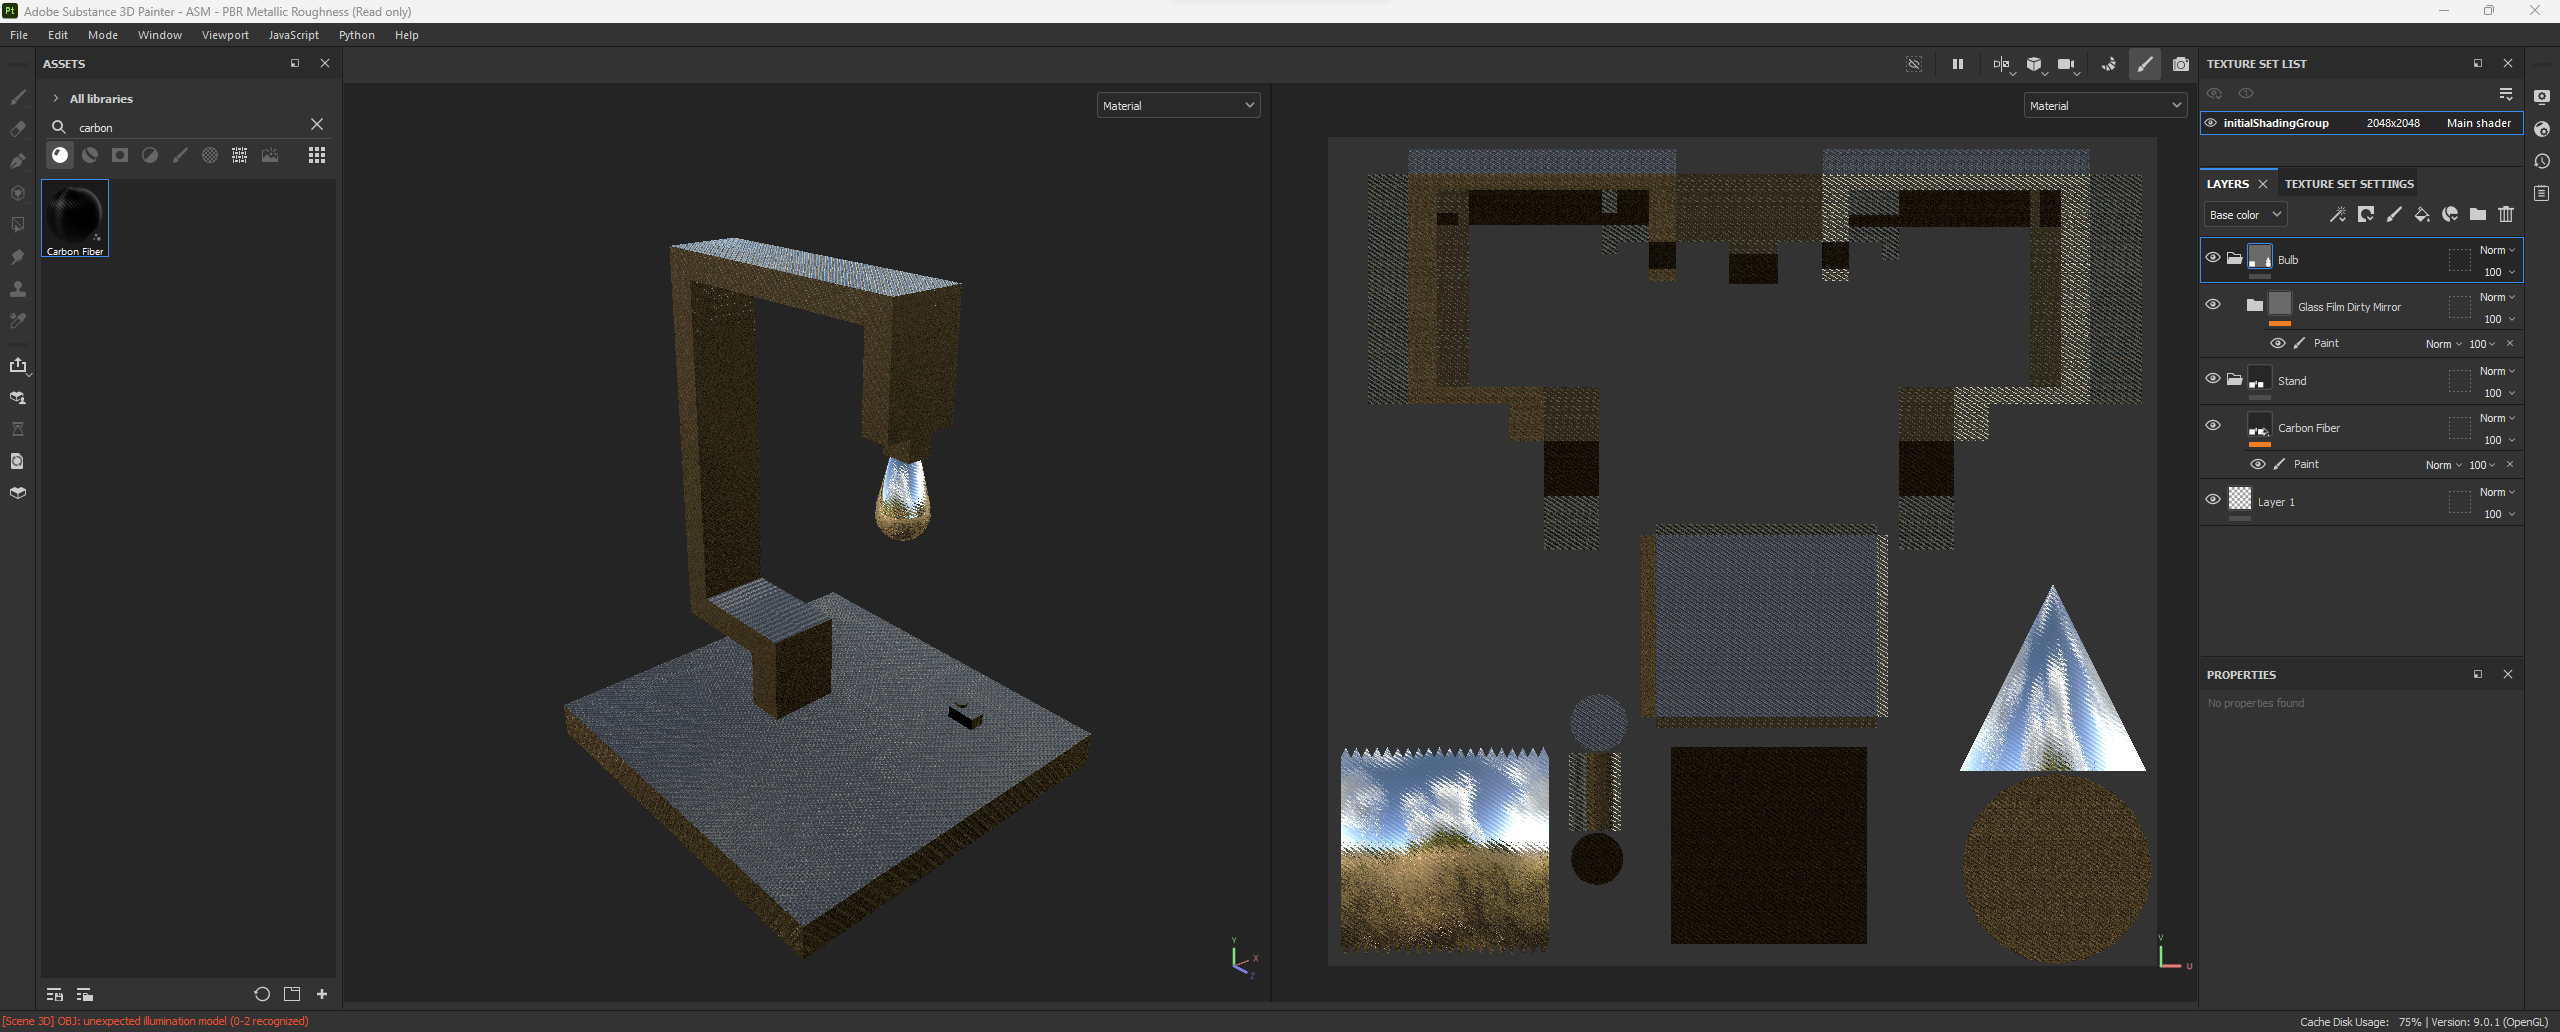 Pt Adobe Substance 3D Painter - ASM - PBR Metallic Roughness (Read only)
File Edit Mode Window Viewport JavaScript Python Help
ASSETS
All libraries
carbon
Carbon Fiber
Material
Y
X
Z
Material
V
U
TEXTURE SET LIST
initialShadingGroup 2048x2048 Main shader
LAYERS TEXTURE SET SETTINGS
Base color
Bulb Norm
100
Glass Film Dirty Mirror Norm
100
Paint Norm 100
Stand Norm
100
Carbon Fiber Norm
100
Paint Norm 100
Layer 1 Norm
100
PROPERTIES
No properties found
[Scene 3D] OBJ: unexpected illumination model (0-2 recognized)
Cache Disk Usage: 75% | Version: 9.0.1 (OpenGL)